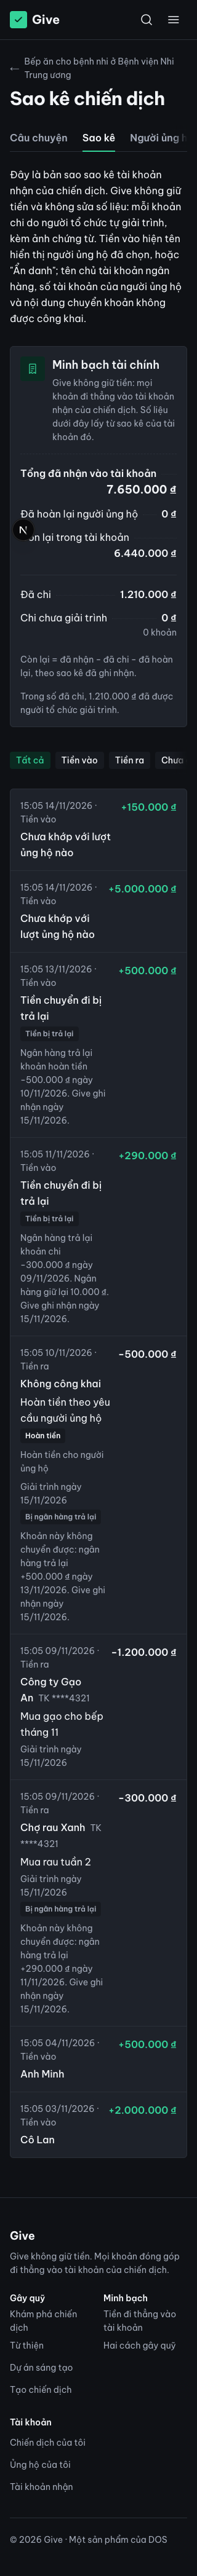 Give
Bếp ăn cho bệnh nhi ở Bệnh viện Nhi
Trung ương
Sao kê chiến dịch
Câu chuyện Sao kê Người ủng h
Đây là bản sao sao kê tài khoản
nhận của chiến dịch. Give không giữ
tiền và không sửa số liệu: mỗi khoản
chi do người tổ chức tự giải trình,
kèm ảnh chứng từ. Tiền vào hiện tên
hiển thị người ủng hộ đã chọn, hoặc
"Ẩn danh"; tên chủ tài khoản ngân
hàng, số tài khoản của người ủng hộ
và nội dung chuyển khoản không
được công khai.
Minh bạch tài chính
Give không giữ tiền: mọi
khoản đi thẳng vào tài khoản
nhận của chiến dịch. Số liệu
dưới đây lấy từ sao kê của tài
khoản đó.
Tổng đã nhận vào tài khoản
7.650.000 ₫
Đã hoàn lại người ủng hộ 0 ₫
N
n lại trong tài khoản
6.440.000 ₫
Đã chi 1.210.000 ₫
Chi chưa giải trình 0 ₫
0 khoản
Còn lại = đã nhận − đã chi − đã hoàn
lại, theo sao kê đã ghi nhận.
Trong số đã chi, 1.210.000 ₫ đã được
người tổ chức giải trình.
Tất cả Tiền vào Tiền ra Chưa
15:05 14/11/2026 · +150.000 ₫
Tiền vào
Chưa khớp với lượt
ủng hộ nào
15:05 14/11/2026 · +5.000.000 ₫
Tiền vào
Chưa khớp với
lượt ủng hộ nào
15:05 13/11/2026 · +500.000 ₫
Tiền vào
Tiền chuyển đi bị
trả lại
Tiền bị trả lại
Ngân hàng trả lại
khoản hoàn tiền
−500.000 ₫ ngày
10/11/2026. Give ghi
nhận ngày
15/11/2026.
15:05 11/11/2026 · +290.000 ₫
Tiền vào
Tiền chuyển đi bị
trả lại
Tiền bị trả lại
Ngân hàng trả lại
khoản chi
−300.000 ₫ ngày
09/11/2026. Ngân
hàng giữ lại 10.000 ₫.
Give ghi nhận ngày
15/11/2026.
15:05 10/11/2026 · −500.000 ₫
Tiền ra
Không công khai
Hoàn tiền theo yêu
cầu người ủng hộ
Hoàn tiền
Hoàn tiền cho người
ủng hộ
Giải trình ngày
15/11/2026
Bị ngân hàng trả lại
Khoản này không
chuyển được: ngân
hàng trả lại
+500.000 ₫ ngày
13/11/2026. Give ghi
nhận ngày
15/11/2026.
15:05 09/11/2026 · −1.200.000 ₫
Tiền ra
Công ty Gạo
An TK ****4321
Mua gạo cho bếp
tháng 11
Giải trình ngày
15/11/2026
15:05 09/11/2026 · −300.000 ₫
Tiền ra
Chợ rau Xanh TK
****4321
Mua rau tuần 2
Giải trình ngày
15/11/2026
Bị ngân hàng trả lại
Khoản này không
chuyển được: ngân
hàng trả lại
+290.000 ₫ ngày
11/11/2026. Give ghi
nhận ngày
15/11/2026.
15:05 04/11/2026 · +500.000 ₫
Tiền vào
Anh Minh
15:05 03/11/2026 · +2.000.000 ₫
Tiền vào
Cô Lan
Give
Give không giữ tiền. Mọi khoản đóng góp
đi thẳng vào tài khoản của chiến dịch.
Gây quỹ Minh bạch
Khám phá chiến dịch Tiền đi thẳng vào tài khoản
Từ thiện Hai cách gây quỹ
Dự án sáng tạo
Tạo chiến dịch
Tài khoản
Chiến dịch của tôi
Ủng hộ của tôi
Tài khoản nhận
© 2026 Give · Một sản phẩm của DOS